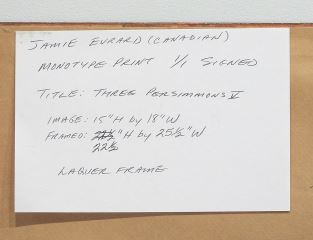 JAMIE EVRARD (CANADIAN)
MONOTYPE PRINT 1/1 SIGNED
TITLE: THREE PERSIMMONS V
IMAGE: 15"H by 18"W
FRAMED: "H by 25½"W
22½
LAQUER FRAME